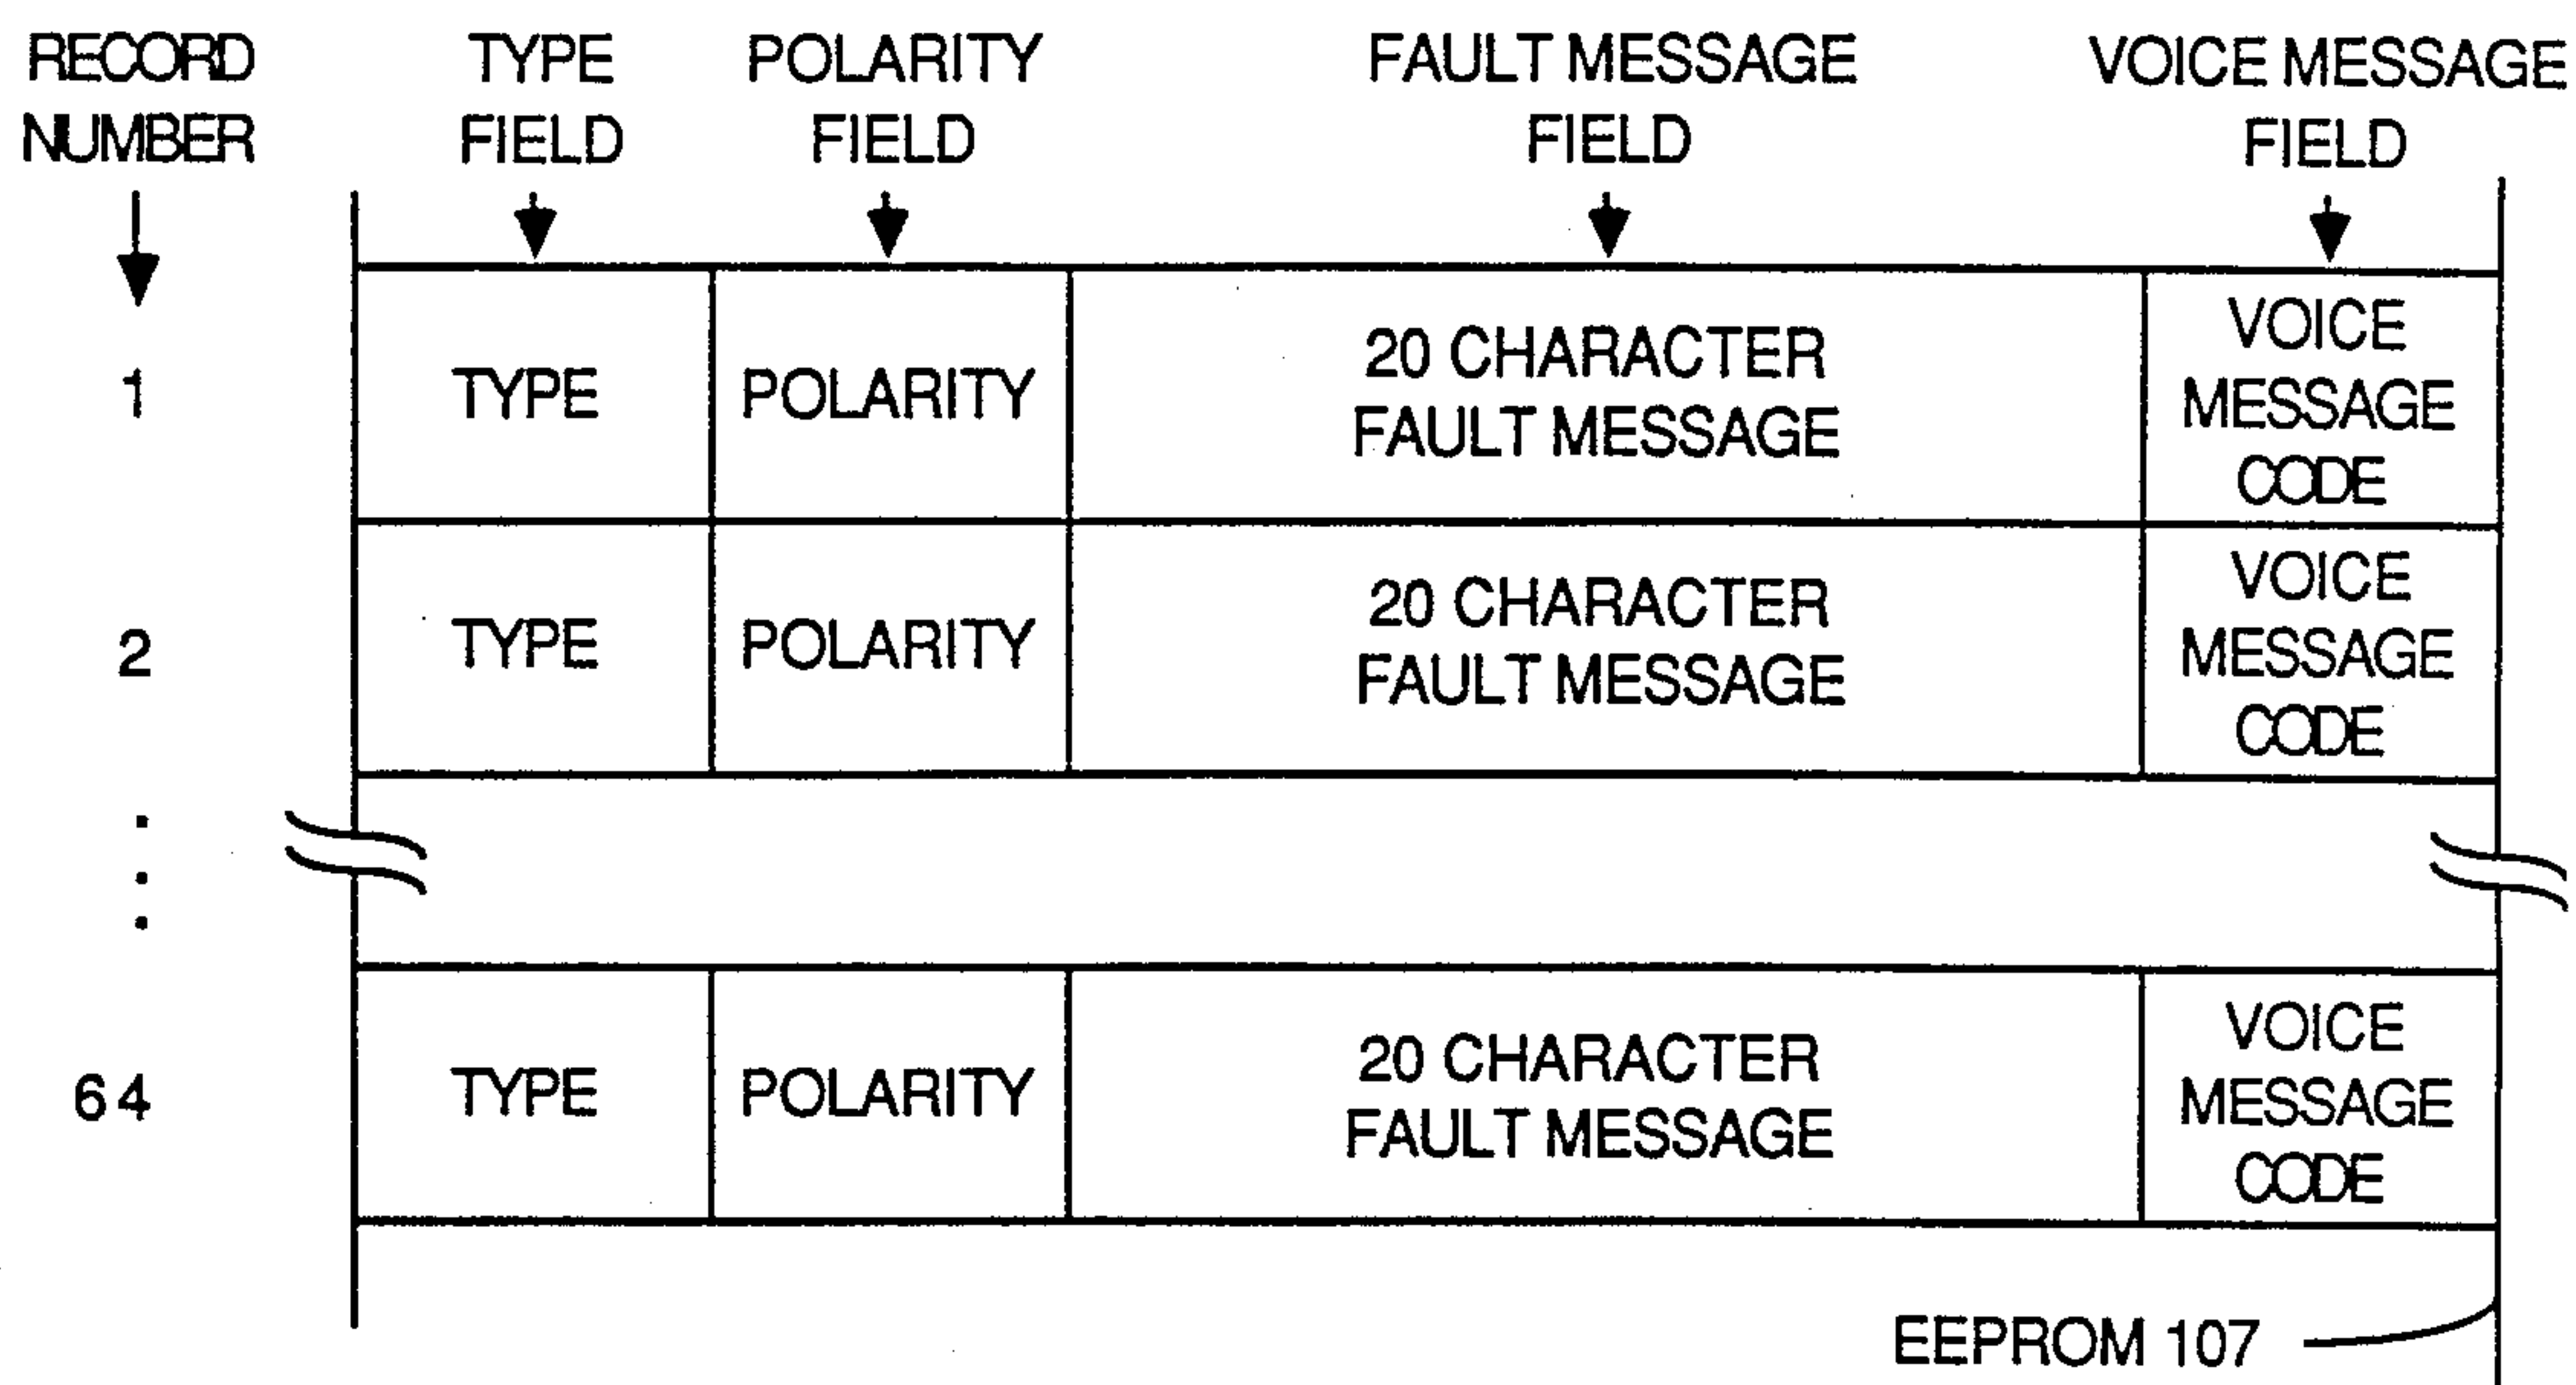 RECORD
NUMBER
TYPE
FIELD
POLARITY
FIELD
FAULT MESSAGE
FIELD
VOICE MESSAGE
FIELD
1
TYPE
POLARITY
20 CHARACTER
FAULT MESSAGE
VOICE
MESSAGE
CODE
2
TYPE
POLARITY
20 CHARACTER
FAULT MESSAGE
VOICE
MESSAGE
CODE
64
TYPE
POLARITY
20 CHARACTER
FAULT MESSAGE
VOICE
MESSAGE
CODE
EEPROM 107